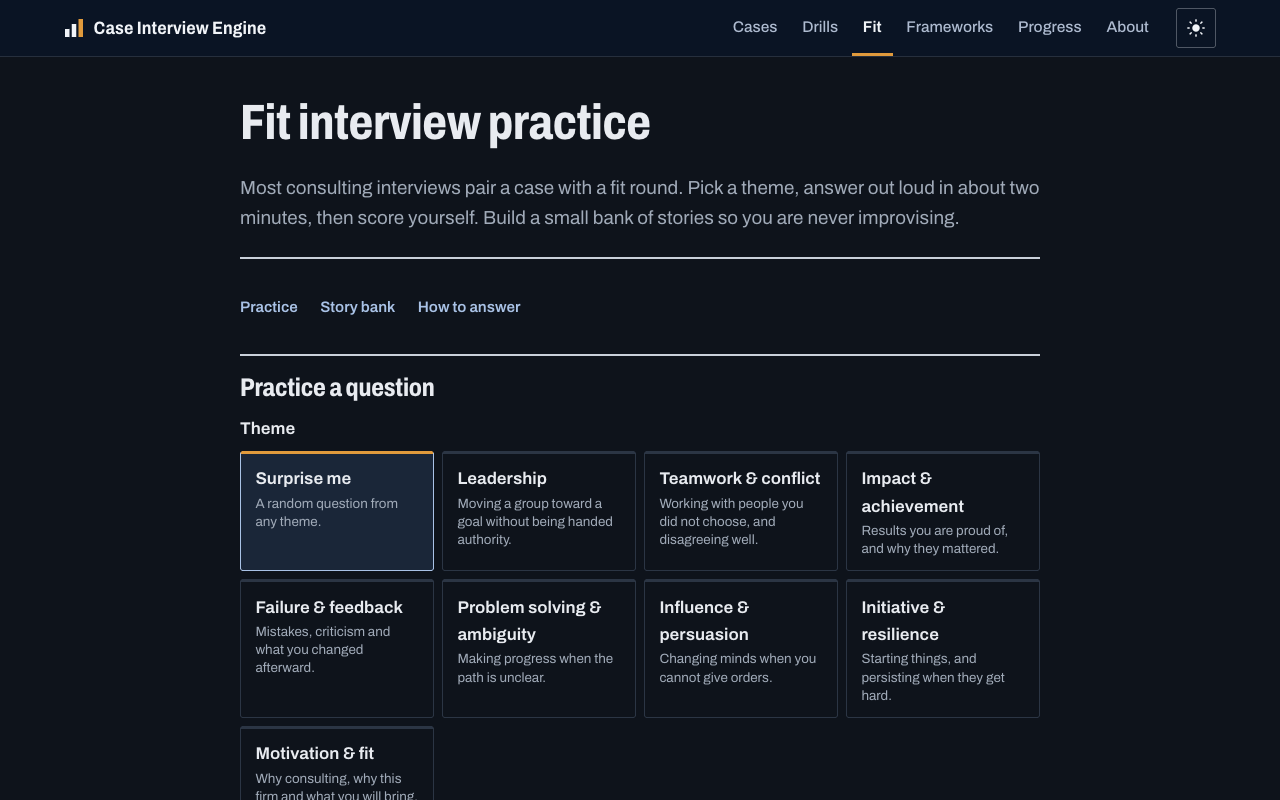 Case Interview Engine
Cases Drills Fit Frameworks Progress About
Fit interview practice
Most consulting interviews pair a case with a fit round. Pick a theme, answer out loud in about two
minutes, then score yourself. Build a small bank of stories so you are never improvising.
Practice Story bank How to answer
Practice a question
Theme
Surprise me
A random question from
any theme.
Leadership
Moving a group toward a
goal without being handed
authority.
Teamwork & conflict
Working with people you
did not choose, and
disagreeing well.
Impact &
achievement
Results you are proud of,
and why they mattered.
Failure & feedback
Mistakes, criticism and
what you changed
afterward.
Problem solving &
ambiguity
Making progress when the
path is unclear.
Influence &
persuasion
Changing minds when you
cannot give orders.
Initiative &
resilience
Starting things, and
persisting when they get
hard.
Motivation & fit
Why consulting, why this
firm and what you will bring.